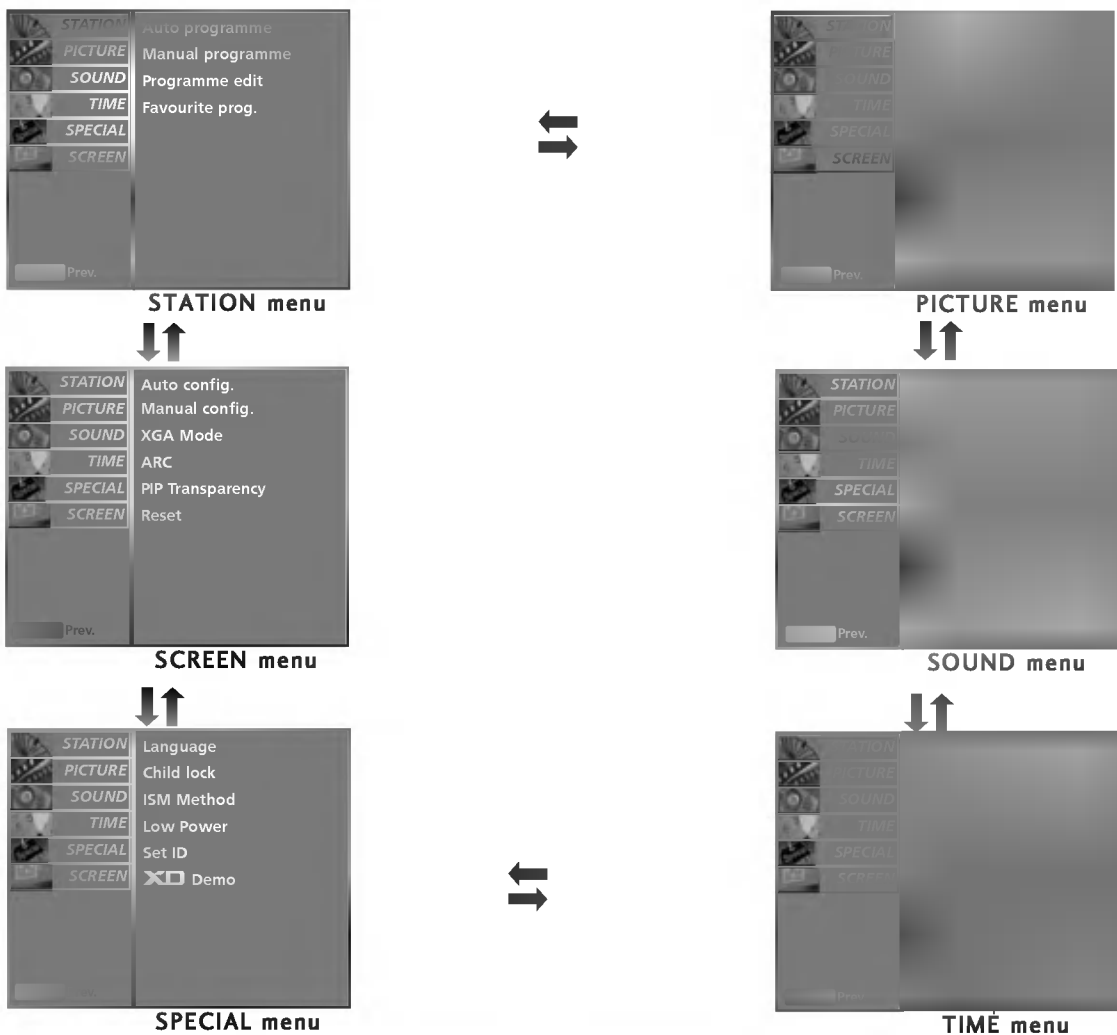 STATION Auto programme
PICTURE Manual programme
SOUND Programme edit
TIME Favourite prog.
SPECIAL
SCREEN
Prev.
STATION menu
STATION
PICTURE
SOUND
TIME
SPECIAL
SCREEN
Prev.
PICTURE menu
STATION Auto config.
PICTURE Manual config.
SOUND XGA Mode
TIME ARC
SPECIAL PIP Transparency
SCREEN Reset
Prev.
SCREEN menu
STATION
PICTURE
SOUND
TIME
SPECIAL
SCREEN
Prev.
SOUND menu
STATION Language
PICTURE Child lock
SOUND ISM Method
TIME Low Power
SPECIAL Set ID
SCREEN XD Demo
Prev.
SPECIAL menu
STATION
PICTURE
SOUND
TIME
SPECIAL
SCREEN
Prev.
TIME menu